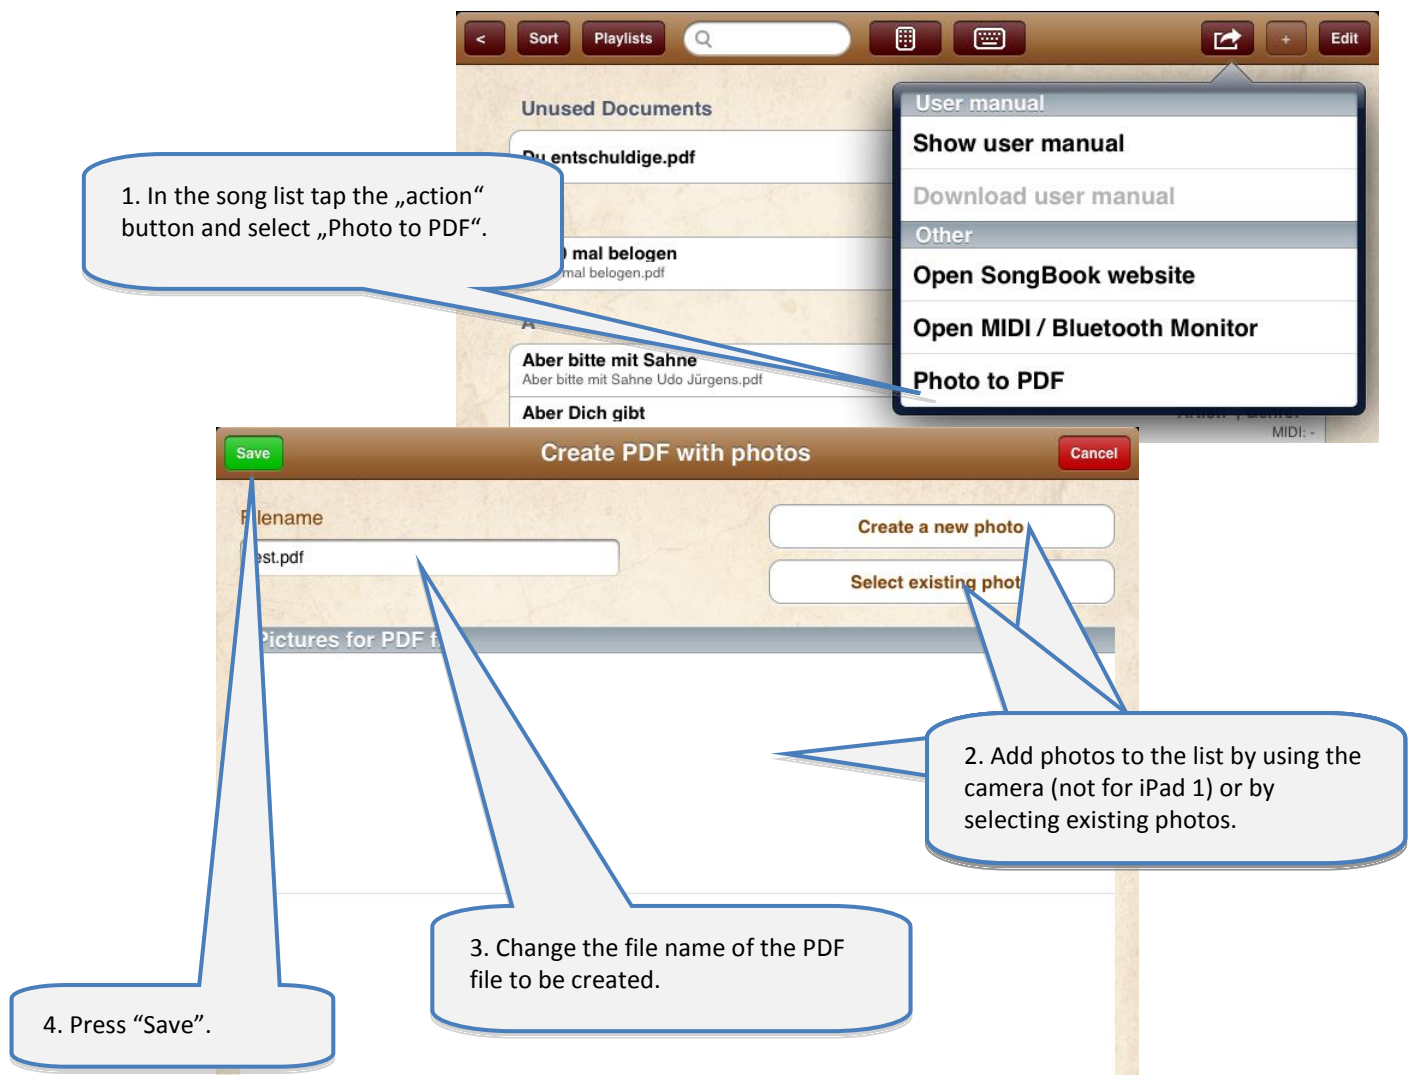 <
Sort
Playlists
+
Edit
Unused Documents
User manual
Du entschuldige.pdf
Show user manual
1. In the song list tap the „action“
button and select „Photo to PDF“.
Download user manual
Other
mal belogen
mal belogen.pdf
Open SongBook website
A
Open MIDI / Bluetooth Monitor
Aber bitte mit Sahne
Aber bitte mit Sahne Udo Jürgens.pdf
Photo to PDF
Aber Dich gibt
MIDI: -
Save
Create PDF with photos
Cancel
Filename
Create a new photo
est.pdf
Select existing phot
Pictures for PDF f
2. Add photos to the list by using the
camera (not for iPad 1) or by
selecting existing photos.
3. Change the file name of the PDF
file to be created.
4. Press “Save”.